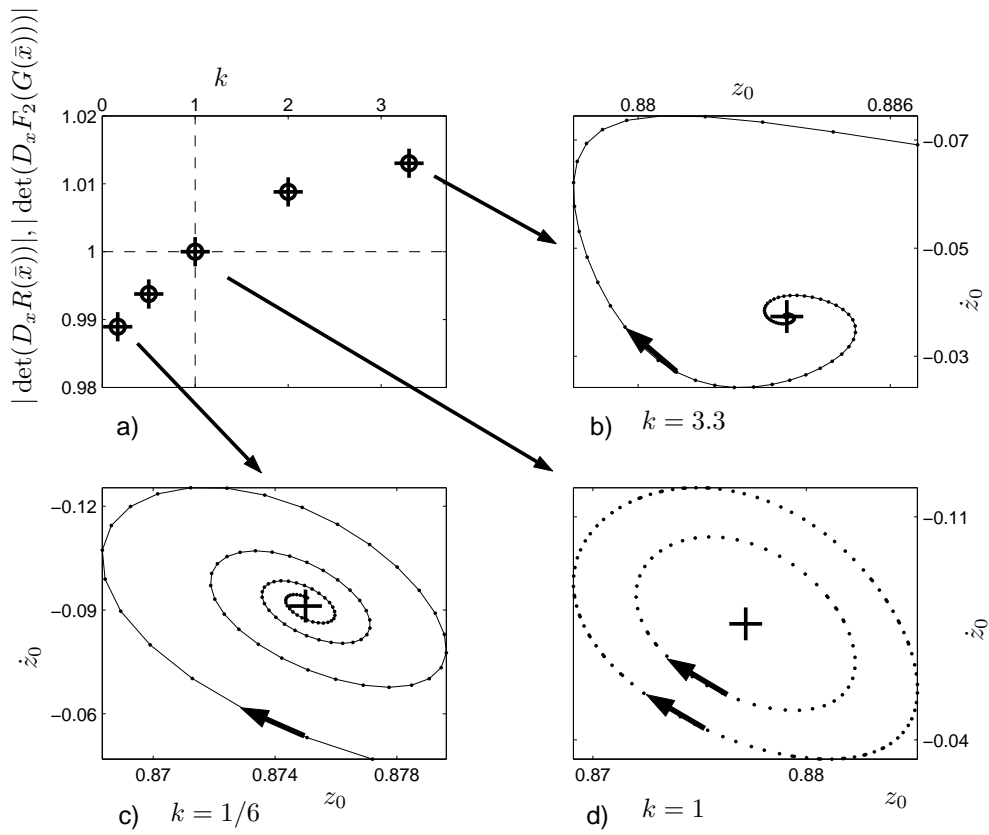 |det(D_xR(x̄))|, |det(D_xF_2(G(x̄)))|
k
0 1 2 3
1.02
1.01
1
0.99
0.98
a)
z_0
0.88 0.886
−0.07
−0.05
−0.03
ż_0
b) k = 3.3
−0.12
−0.09
−0.06
ż_0
0.87 0.874 0.878
z_0
c) k = 1/6
−0.11
−0.04
ż_0
0.87 0.88
z_0
d) k = 1